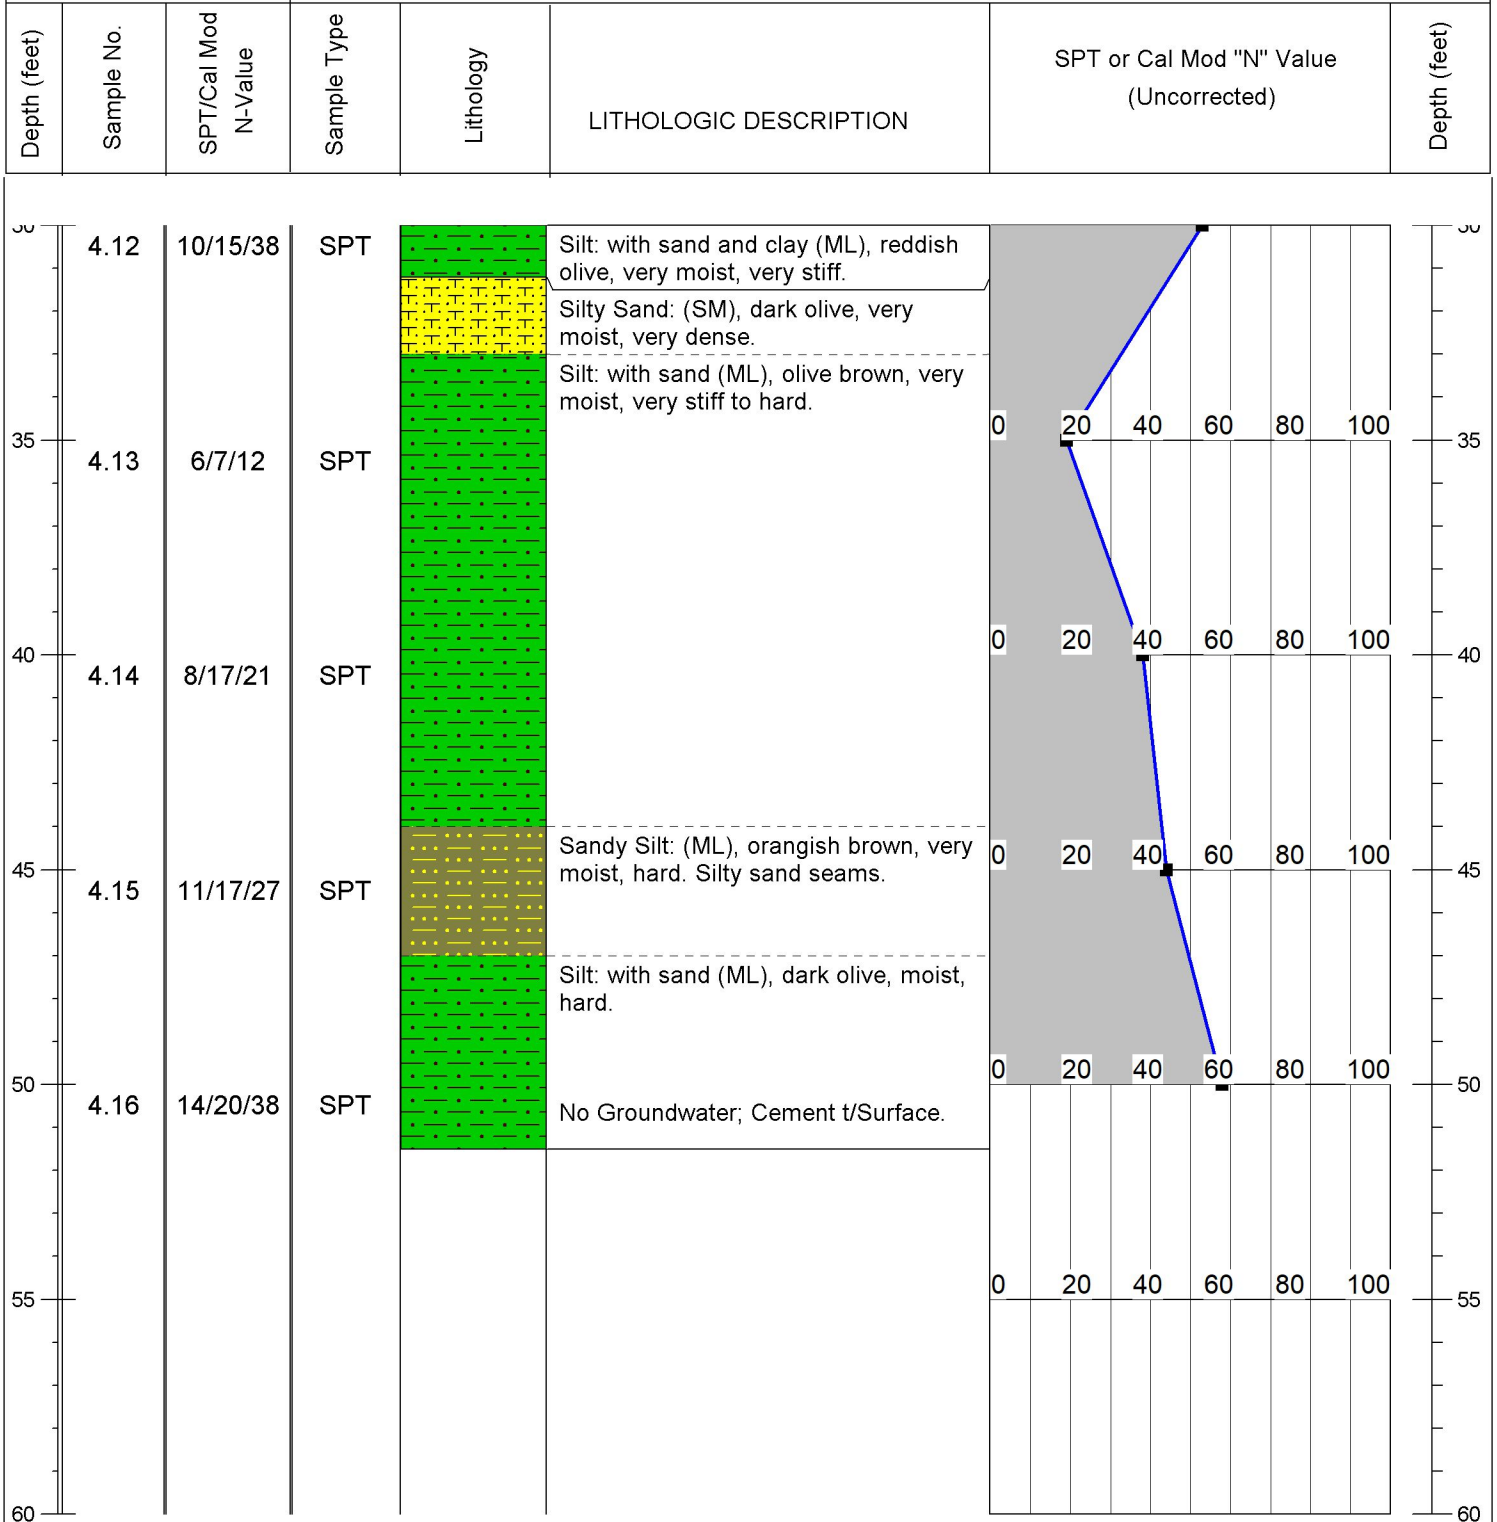 Depth (feet)
Sample No.
SPT/Cal Mod
N-Value
Sample Type
Lithology
LITHOLOGIC DESCRIPTION
SPT or Cal Mod "N" Value
(Uncorrected)
Depth (feet)
4.12 10/15/38 SPT
Silt: with sand and clay (ML), reddish
olive, very moist, very stiff.
Silty Sand: (SM), dark olive, very
moist, very dense.
Silt: with sand (ML), olive brown, very
moist, very stiff to hard.
0 20 40 60 80 100
35 35
4.13 6/7/12 SPT
0 20 40 60 80 100
40 40
4.14 8/17/21 SPT
Sandy Silt: (ML), orangish brown, very
moist, hard. Silty sand seams.
0 20 40 60 80 100
45 45
4.15 11/17/27 SPT
Silt: with sand (ML), dark olive, moist,
hard.
0 20 40 60 80 100
50 50
4.16 14/20/38 SPT
No Groundwater; Cement t/Surface.
0 20 40 60 80 100
55 55
60 60